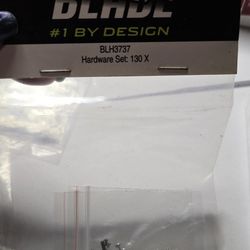 BLADE
#1 BY DESIGN
BLH3737
Hardware Set: 130 X